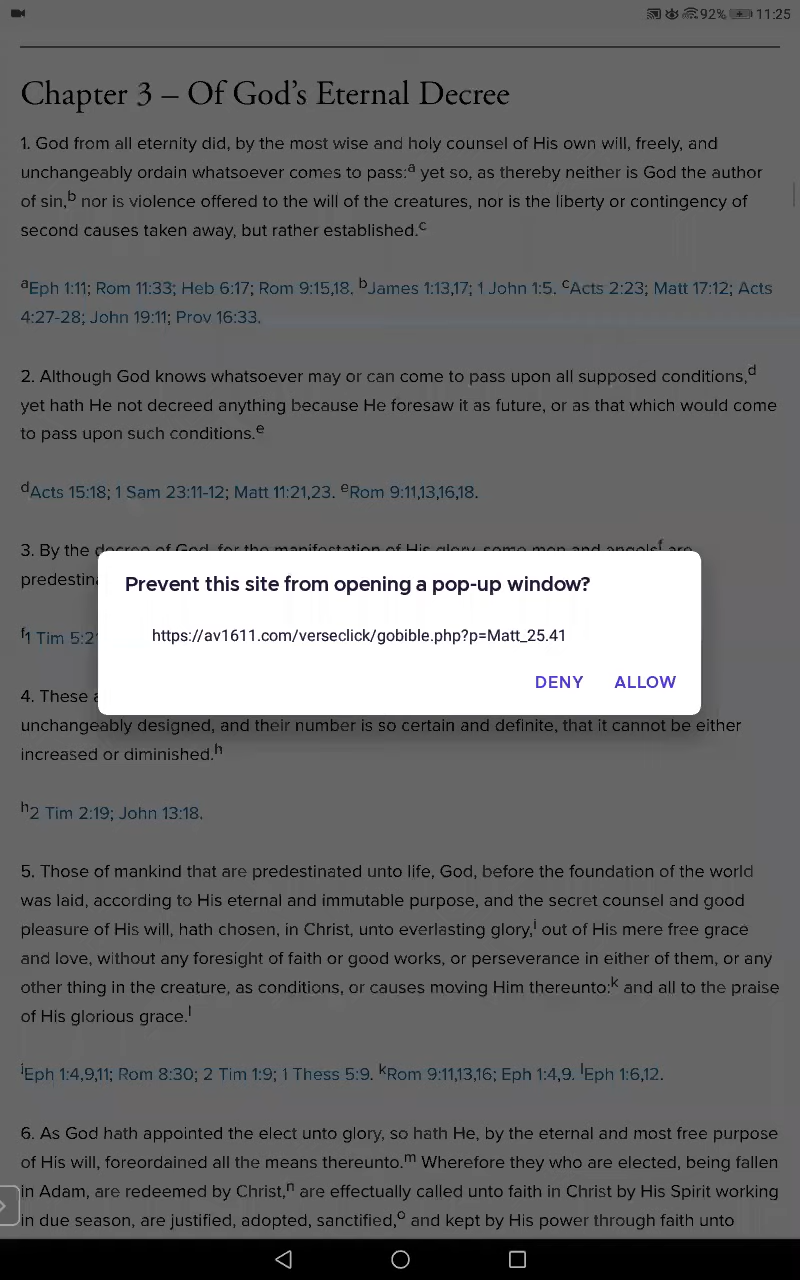 92% 11:25
Chapter 3 – Of God's Eternal Decree
1. God from all eternity did, by the most wise and holy counsel of His own will, freely, and
unchangeably ordain whatsoever comes to pass:a yet so, as thereby neither is God the author
of sin,b nor is violence offered to the will of the creatures, nor is the liberty or contingency of
second causes taken away, but rather established.c
aEph 1:11; Rom 11:33; Heb 6:17; Rom 9:15,18. bJames 1:13,17; 1 John 1:5. cActs 2:23; Matt 17:12; Acts
4:27-28; John 19:11; Prov 16:33.
2. Although God knows whatsoever may or can come to pass upon all supposed conditions,d
yet hath He not decreed anything because He foresaw it as future, or as that which would come
to pass upon such conditions.e
dActs 15:18; 1 Sam 23:11-12; Matt 11:21,23. eRom 9:11,13,16,18.
3. By the decree of God, for the manifestation of His glory, some men and angelsf are
predestina
Prevent this site from opening a pop-up window?
f1 Tim 5:2
https://av1611.com/verseclick/gobible.php?p=Matt_25.41
DENY ALLOW
4. These
unchangeably designed, and their number is so certain and definite, that it cannot be either
increased or diminished.h
h2 Tim 2:19; John 13:18.
5. Those of mankind that are predestinated unto life, God, before the foundation of the world
was laid, according to His eternal and immutable purpose, and the secret counsel and good
pleasure of His will, hath chosen, in Christ, unto everlasting glory,i out of His mere free grace
and love, without any foresight of faith or good works, or perseverance in either of them, or any
other thing in the creature, as conditions, or causes moving Him thereunto:k and all to the praise
of His glorious grace.l
iEph 1:4,9,11; Rom 8:30; 2 Tim 1:9; 1 Thess 5:9. kRom 9:11,13,16; Eph 1:4,9. lEph 1:6,12.
6. As God hath appointed the elect unto glory, so hath He, by the eternal and most free purpose
of His will, foreordained all the means thereunto.m Wherefore they who are elected, being fallen
in Adam, are redeemed by Christ,n are effectually called unto faith in Christ by His Spirit working
in due season, are justified, adopted, sanctified,o and kept by His power through faith unto